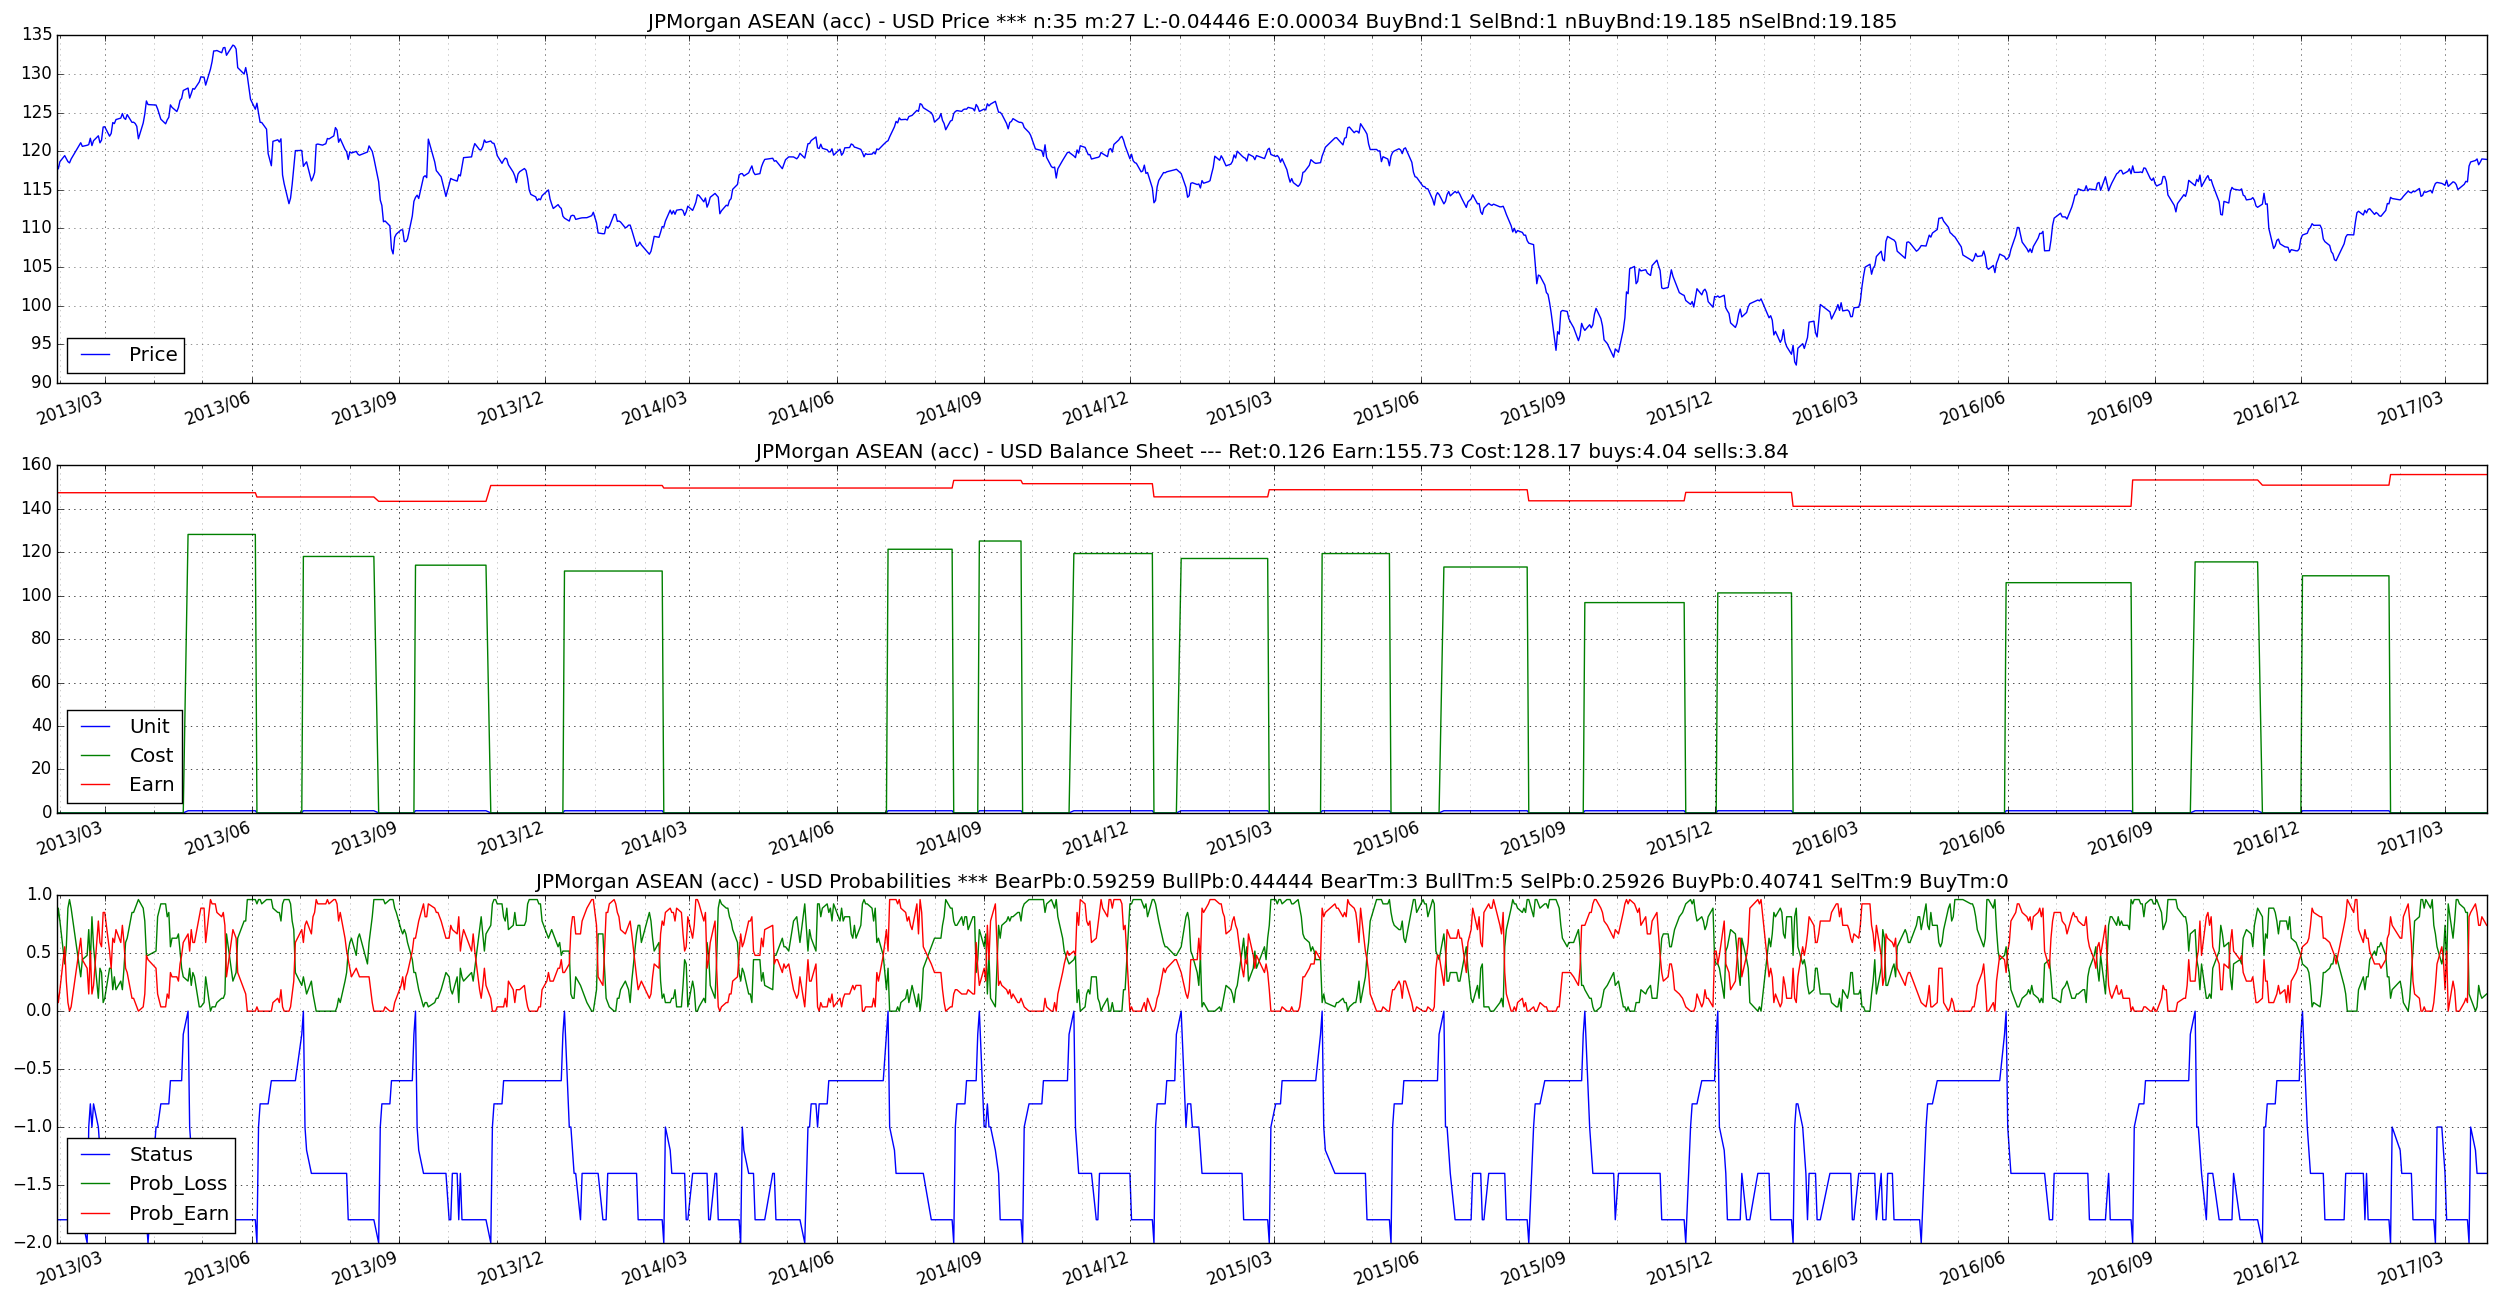 JPMorgan ASEAN (acc) - USD Price *** n:35 m:27 L:-0.04446 E:0.00034 BuyBnd:1 SelBnd:1 nBuyBnd:19.185 nSelBnd:19.185
135
130
125
120
115
110
105
100
95
90
Price
2013/03 2013/06 2013/09 2013/12 2014/03 2014/06 2014/09 2014/12 2015/03 2015/06 2015/09 2015/12 2016/03 2016/06 2016/09 2016/12 2017/03
JPMorgan ASEAN (acc) - USD Balance Sheet --- Ret:0.126 Earn:155.73 Cost:128.17 buys:4.04 sells:3.84
160
140
120
100
80
60
40
20
0
Unit
Cost
Earn
2013/03 2013/06 2013/09 2013/12 2014/03 2014/06 2014/09 2014/12 2015/03 2015/06 2015/09 2015/12 2016/03 2016/06 2016/09 2016/12 2017/03
JPMorgan ASEAN (acc) - USD Probabilities *** BearPb:0.59259 BullPb:0.44444 BearTm:3 BullTm:5 SelPb:0.25926 BuyPb:0.40741 SelTm:9 BuyTm:0
1.0
0.5
0.0
−0.5
−1.0
−1.5
−2.0
Status
Prob_Loss
Prob_Earn
2013/03 2013/06 2013/09 2013/12 2014/03 2014/06 2014/09 2014/12 2015/03 2015/06 2015/09 2015/12 2016/03 2016/06 2016/09 2016/12 2017/03